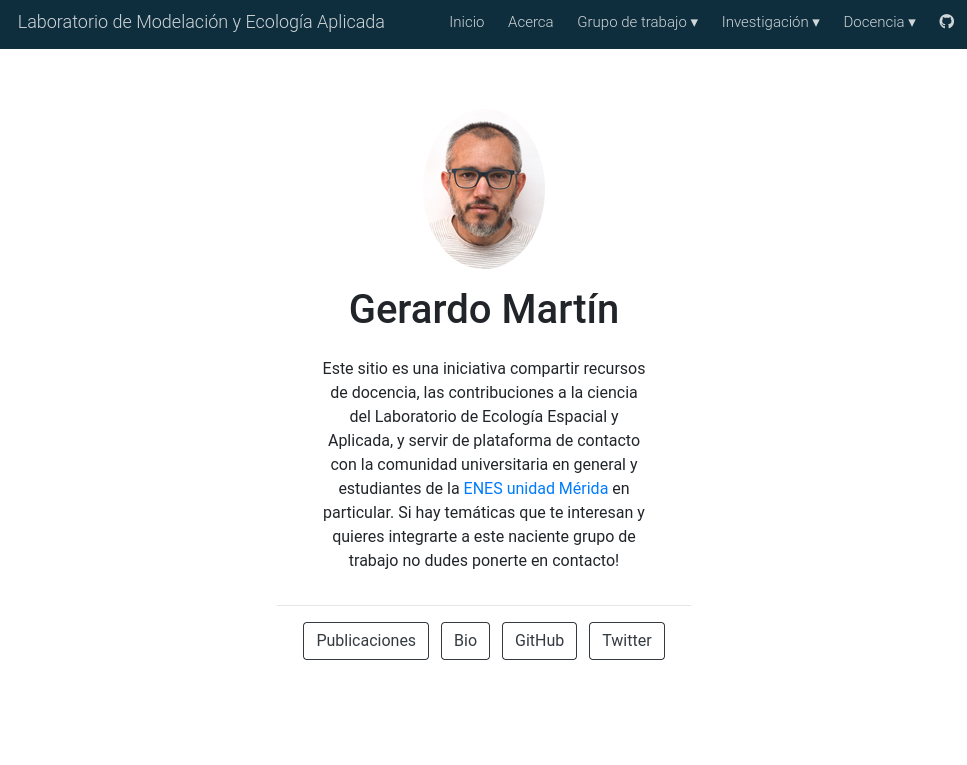 Laboratorio de Modelación y Ecología Aplicada
Inicio Acerca Grupo de trabajo ▾ Investigación ▾ Docencia ▾
Gerardo Martín
Este sitio es una iniciativa compartir recursos
de docencia, las contribuciones a la ciencia
del Laboratorio de Ecología Espacial y
Aplicada, y servir de plataforma de contacto
con la comunidad universitaria en general y
estudiantes de la ENES unidad Mérida en
particular. Si hay temáticas que te interesan y
quieres integrarte a este naciente grupo de
trabajo no dudes ponerte en contacto!
Publicaciones Bio GitHub Twitter